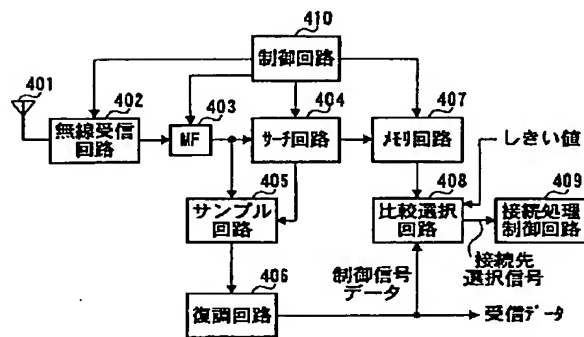 410
制御回路
401
402
無線受信
回路
403
MF
404
サーチ回路
407
メモリ回路
しきい値
405
サンプル
回路
408
比較選択
回路
409
接続処理
制御回路
接続先
選択信号
406
復調回路
制御信号
データ
受信データ